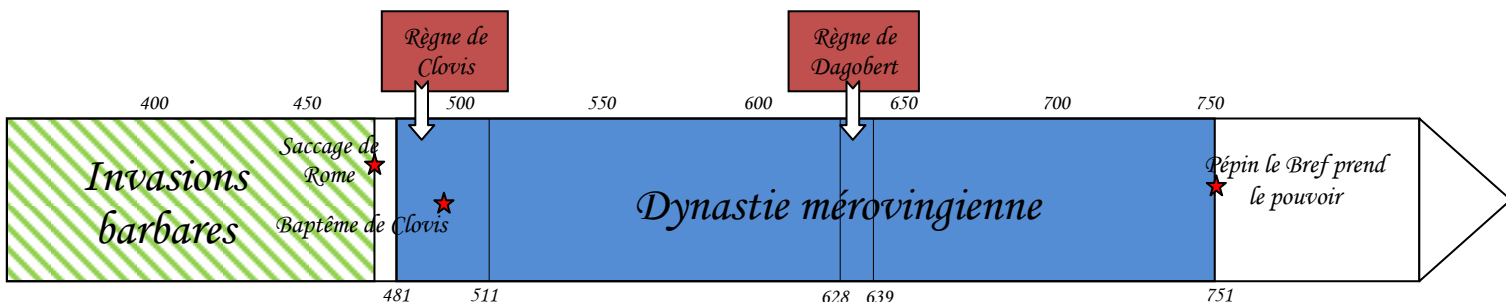 Règne de
Clovis
Règne de
Dagobert
400 450 500 550 600 650 700 750
Saccage de
Rome
Invasions
barbares
Baptême de Clovis
Dynastie mérovingienne
Pépin le Bref prend
le pouvoir
481 511 628 639 751